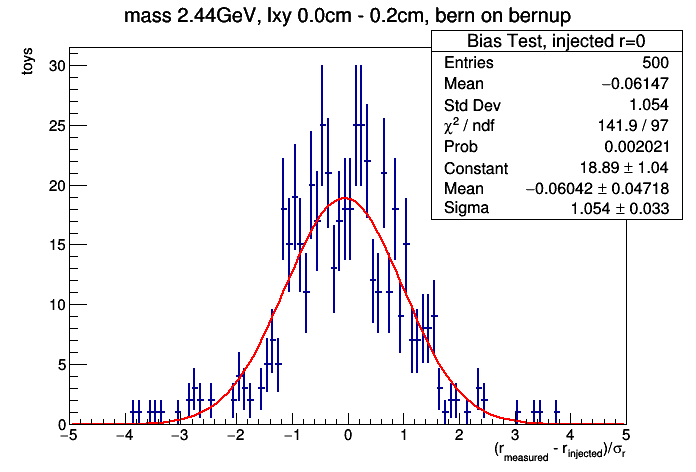 mass 2.44GeV, lxy 0.0cm - 0.2cm, bern on bernup
Bias Test, injected r=0
Entries 500
Mean −0.06147
Std Dev 1.054
χ² / ndf 141.9 / 97
Prob 0.002021
Constant 18.89 ± 1.04
Mean −0.06042 ± 0.04718
Sigma 1.054 ± 0.033
toys
30
25
20
15
10
5
0
−5 −4 −3 −2 −1 0 1 2 3 4 5
(r_measured - r_injected)/σ_r